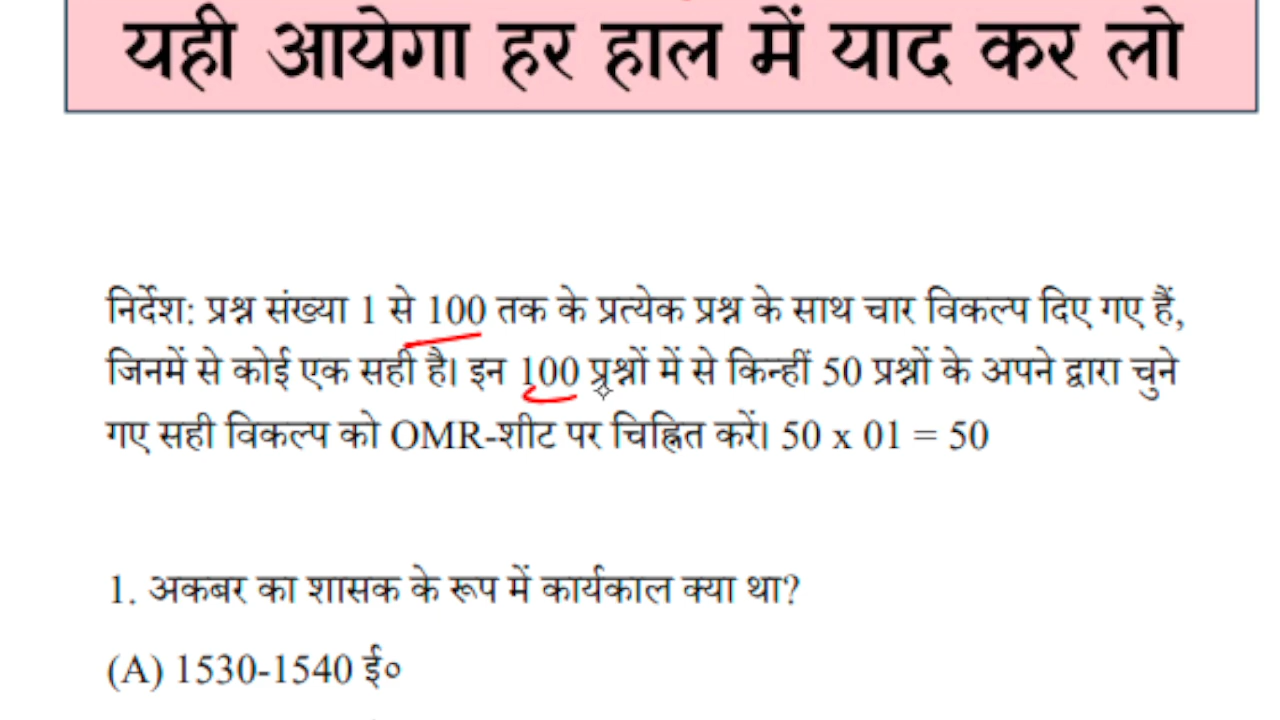 यही आयेगा हर हाल में याद कर लो
निर्देश: प्रश्न संख्या 1 से 100 तक के प्रत्येक प्रश्न के साथ चार विकल्प दिए गए हैं,
जिनमें से कोई एक सही है। इन 100 प्रश्नों में से किन्हीं 50 प्रश्नों के अपने द्वारा चुने
गए सही विकल्प को OMR-शीट पर चिह्नित करें। 50 x 01 = 50
1. अकबर का शासक के रूप में कार्यकाल क्या था?
(A) 1530-1540 ई०